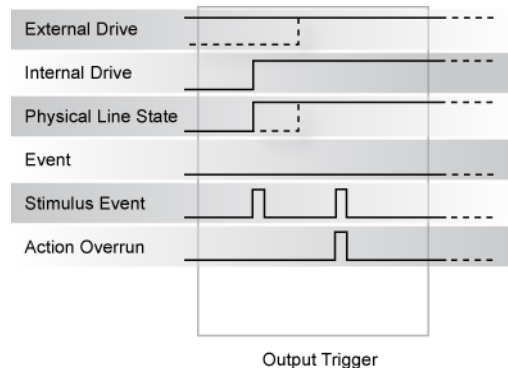 External Drive
Internal Drive
Physical Line State
Event
Stimulus Event
Action Overrun
Output Trigger